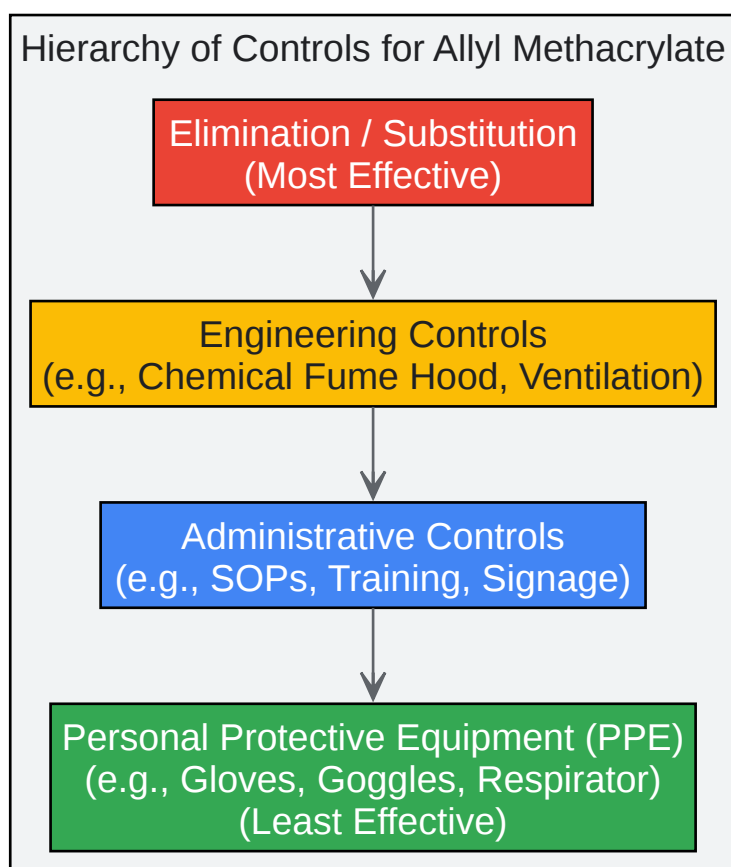 Hierarchy of Controls for Allyl Methacrylate
Elimination / Substitution
(Most Effective)
Engineering Controls
(e.g., Chemical Fume Hood, Ventilation)
Administrative Controls
(e.g., SOPs, Training, Signage)
Personal Protective Equipment (PPE)
(e.g., Gloves, Goggles, Respirator)
(Least Effective)